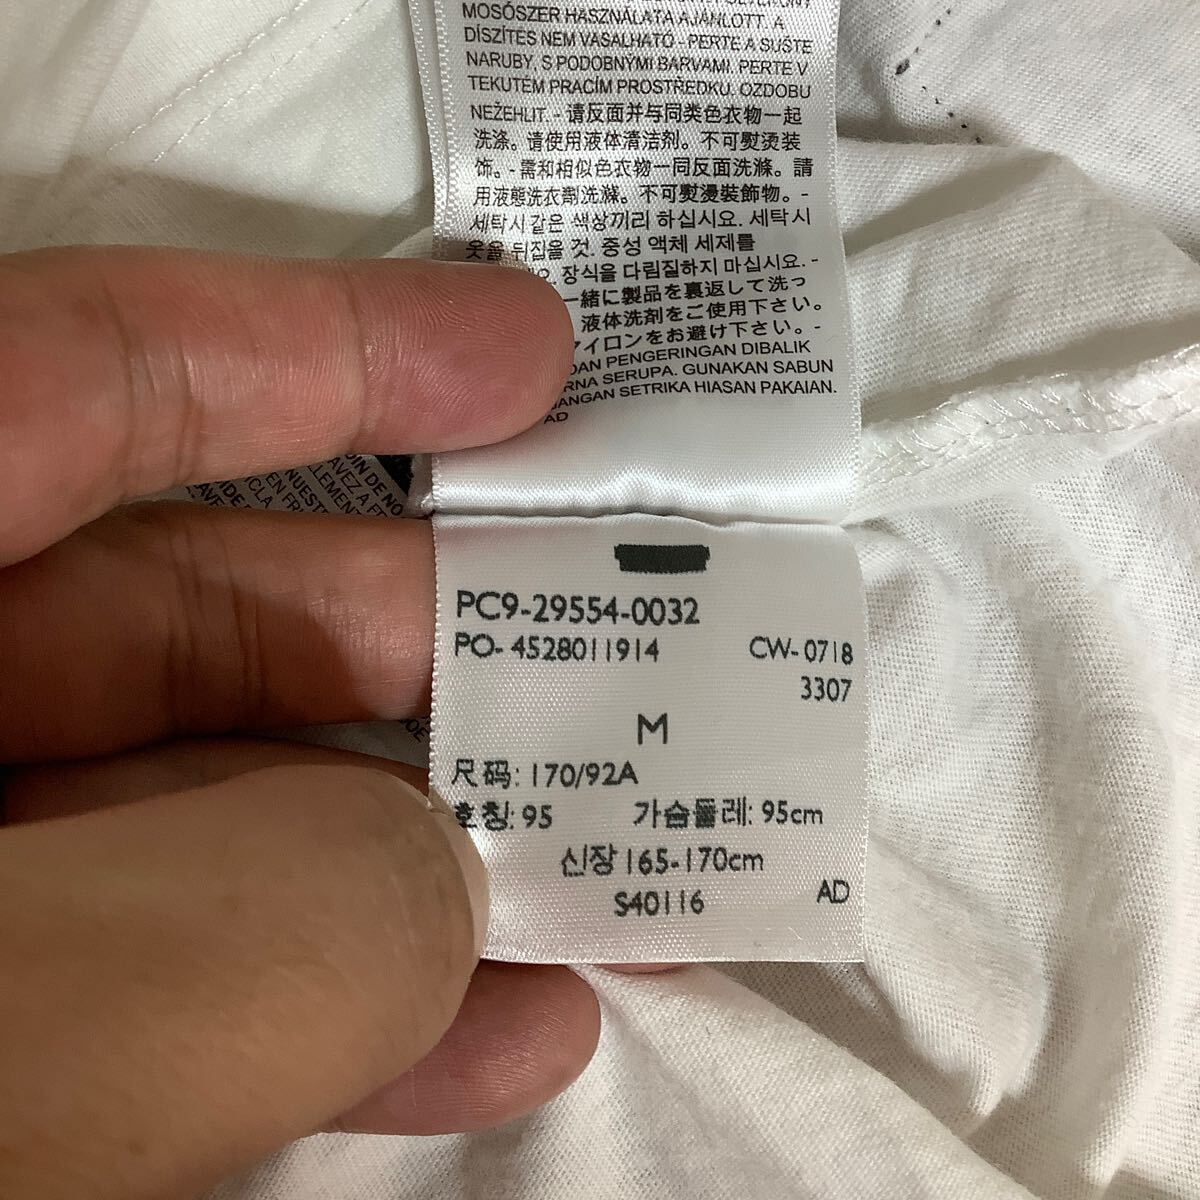 MOSÓSZER HASZNÁLATA AJÁNLOTT. A
DÍSZÍTÉS NEM VASALHATÓ - PERTE A SUŠTE
NARUBY, S PODOBNÝMI BARVAMI. PERTE V
TEKUTÉM PRACÍM PROSTŘEDKU. OZDOBU
NEŽEHLIT. - 请反面并与同类色衣物一起
洗涤。请使用液体清洁剂。不可熨烫装
饰。- 需和相似色衣物一同反面洗滌。請
用液態洗衣劑洗滌。不可熨燙裝飾物。-
세탁시 같은 색상끼리 하십시요. 세탁시
옷을 뒤집을 것. 중성 액체 세제를
장식을 다림질하지 마십시요. -
一緒に製品を裏返して洗っ
液体洗剤をご使用下さい。
アイロンをお避け下さい。-
DAN PENGERINGAN DIBALIK
SERUPA. GUNAKAN SABUN
JANGAN SETRIKA HIASAN PAKAIAN.
AD
PC9-29554-0032
PO- 4528011914 CW- 0718
3307
M
尺码: 170/92A
호칭: 95 가슴둘레: 95cm
신장 165-170cm
S40116 AD